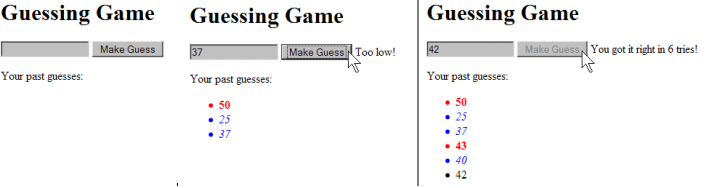 Guessing Game
Make Guess
Your past guesses:
Guessing Game
37 Make Guess Too low!
Your past guesses:
50
25
37
Guessing Game
42 Make Guess You got it right in 6 tries!
Your past guesses:
50
25
37
43
40
42